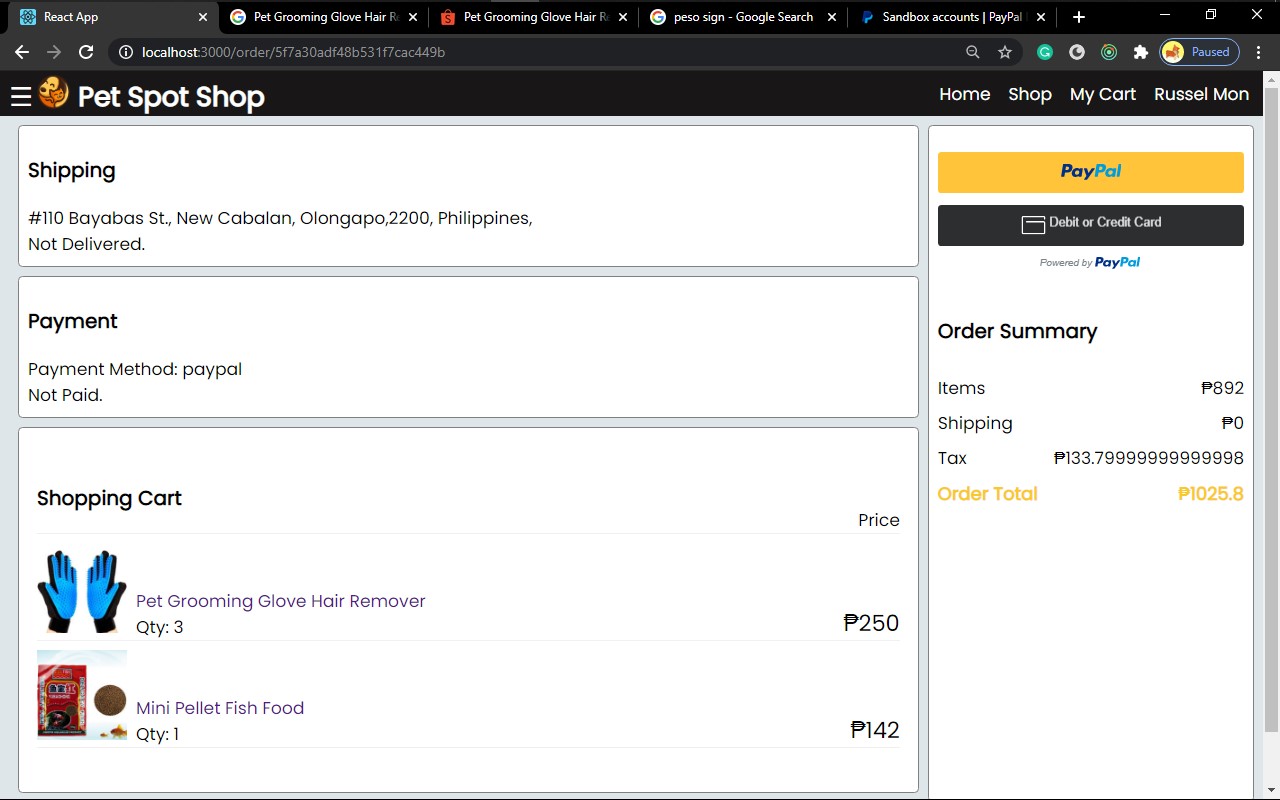 React App
Pet Grooming Glove Hair R
Pet Grooming Glove Hair R
peso sign - Google Search
Sandbox accounts | PayPal
localhost:3000/order/5f7a30adf48b531f7cac449b
Paused
Pet Spot Shop
Home Shop My Cart Russel Mon
Shipping
#110 Bayabas St., New Cabalan, Olongapo,2200, Philippines,
Not Delivered.
Payment
Payment Method: paypal
Not Paid.
Shopping Cart
Price
Pet Grooming Glove Hair Remover
Qty: 3
₱250
Mini Pellet Fish Food
Qty: 1
₱142
PayPal
Debit or Credit Card
Powered by PayPal
Order Summary
Items ₱892
Shipping ₱0
Tax ₱133.79999999999998
Order Total ₱1025.8